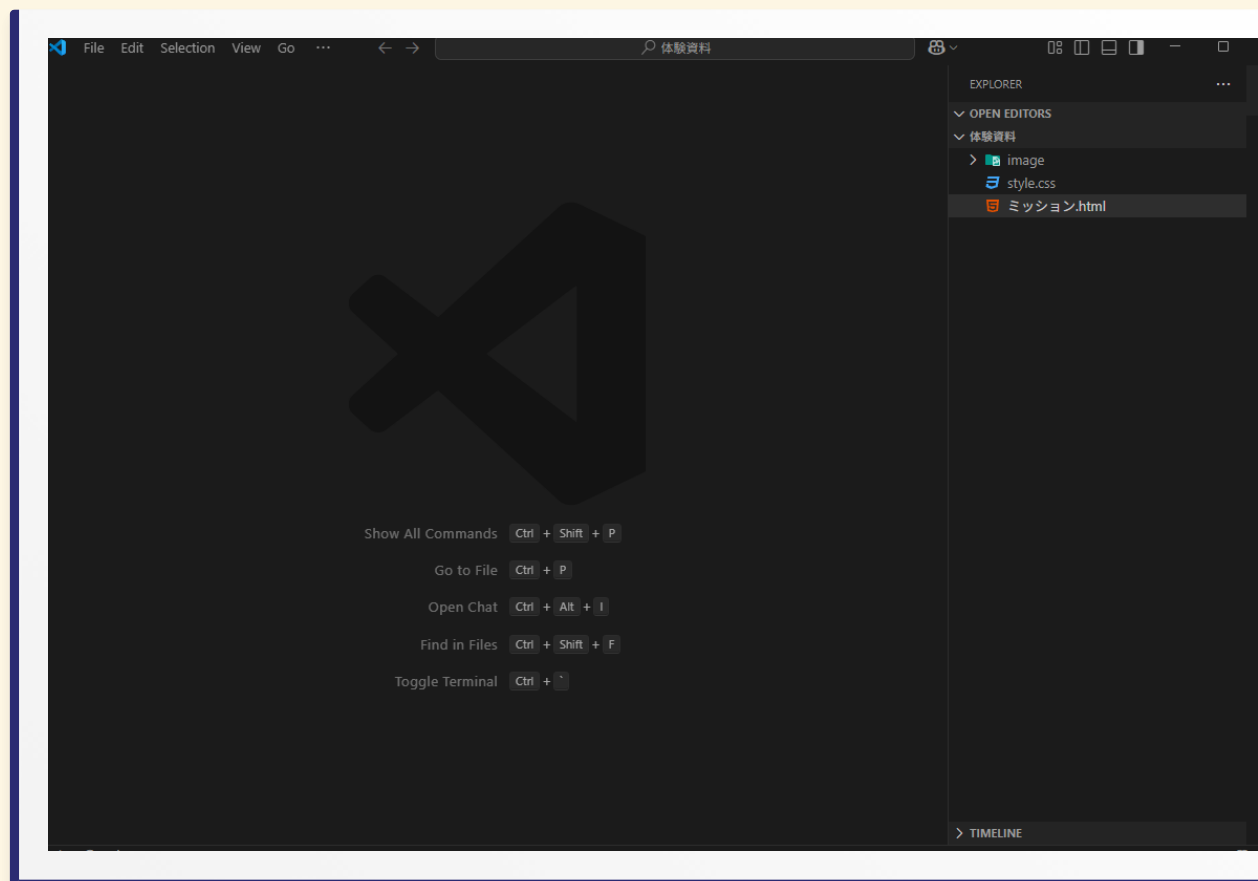 File Edit Selection View Go ··· ← → 体験資料
EXPLORER ···
OPEN EDITORS
体験資料
image
style.css
ミッション.html
Show All Commands Ctrl + Shift + P
Go to File Ctrl + P
Open Chat Ctrl + Alt + I
Find in Files Ctrl + Shift + F
Toggle Terminal Ctrl + `
TIMELINE